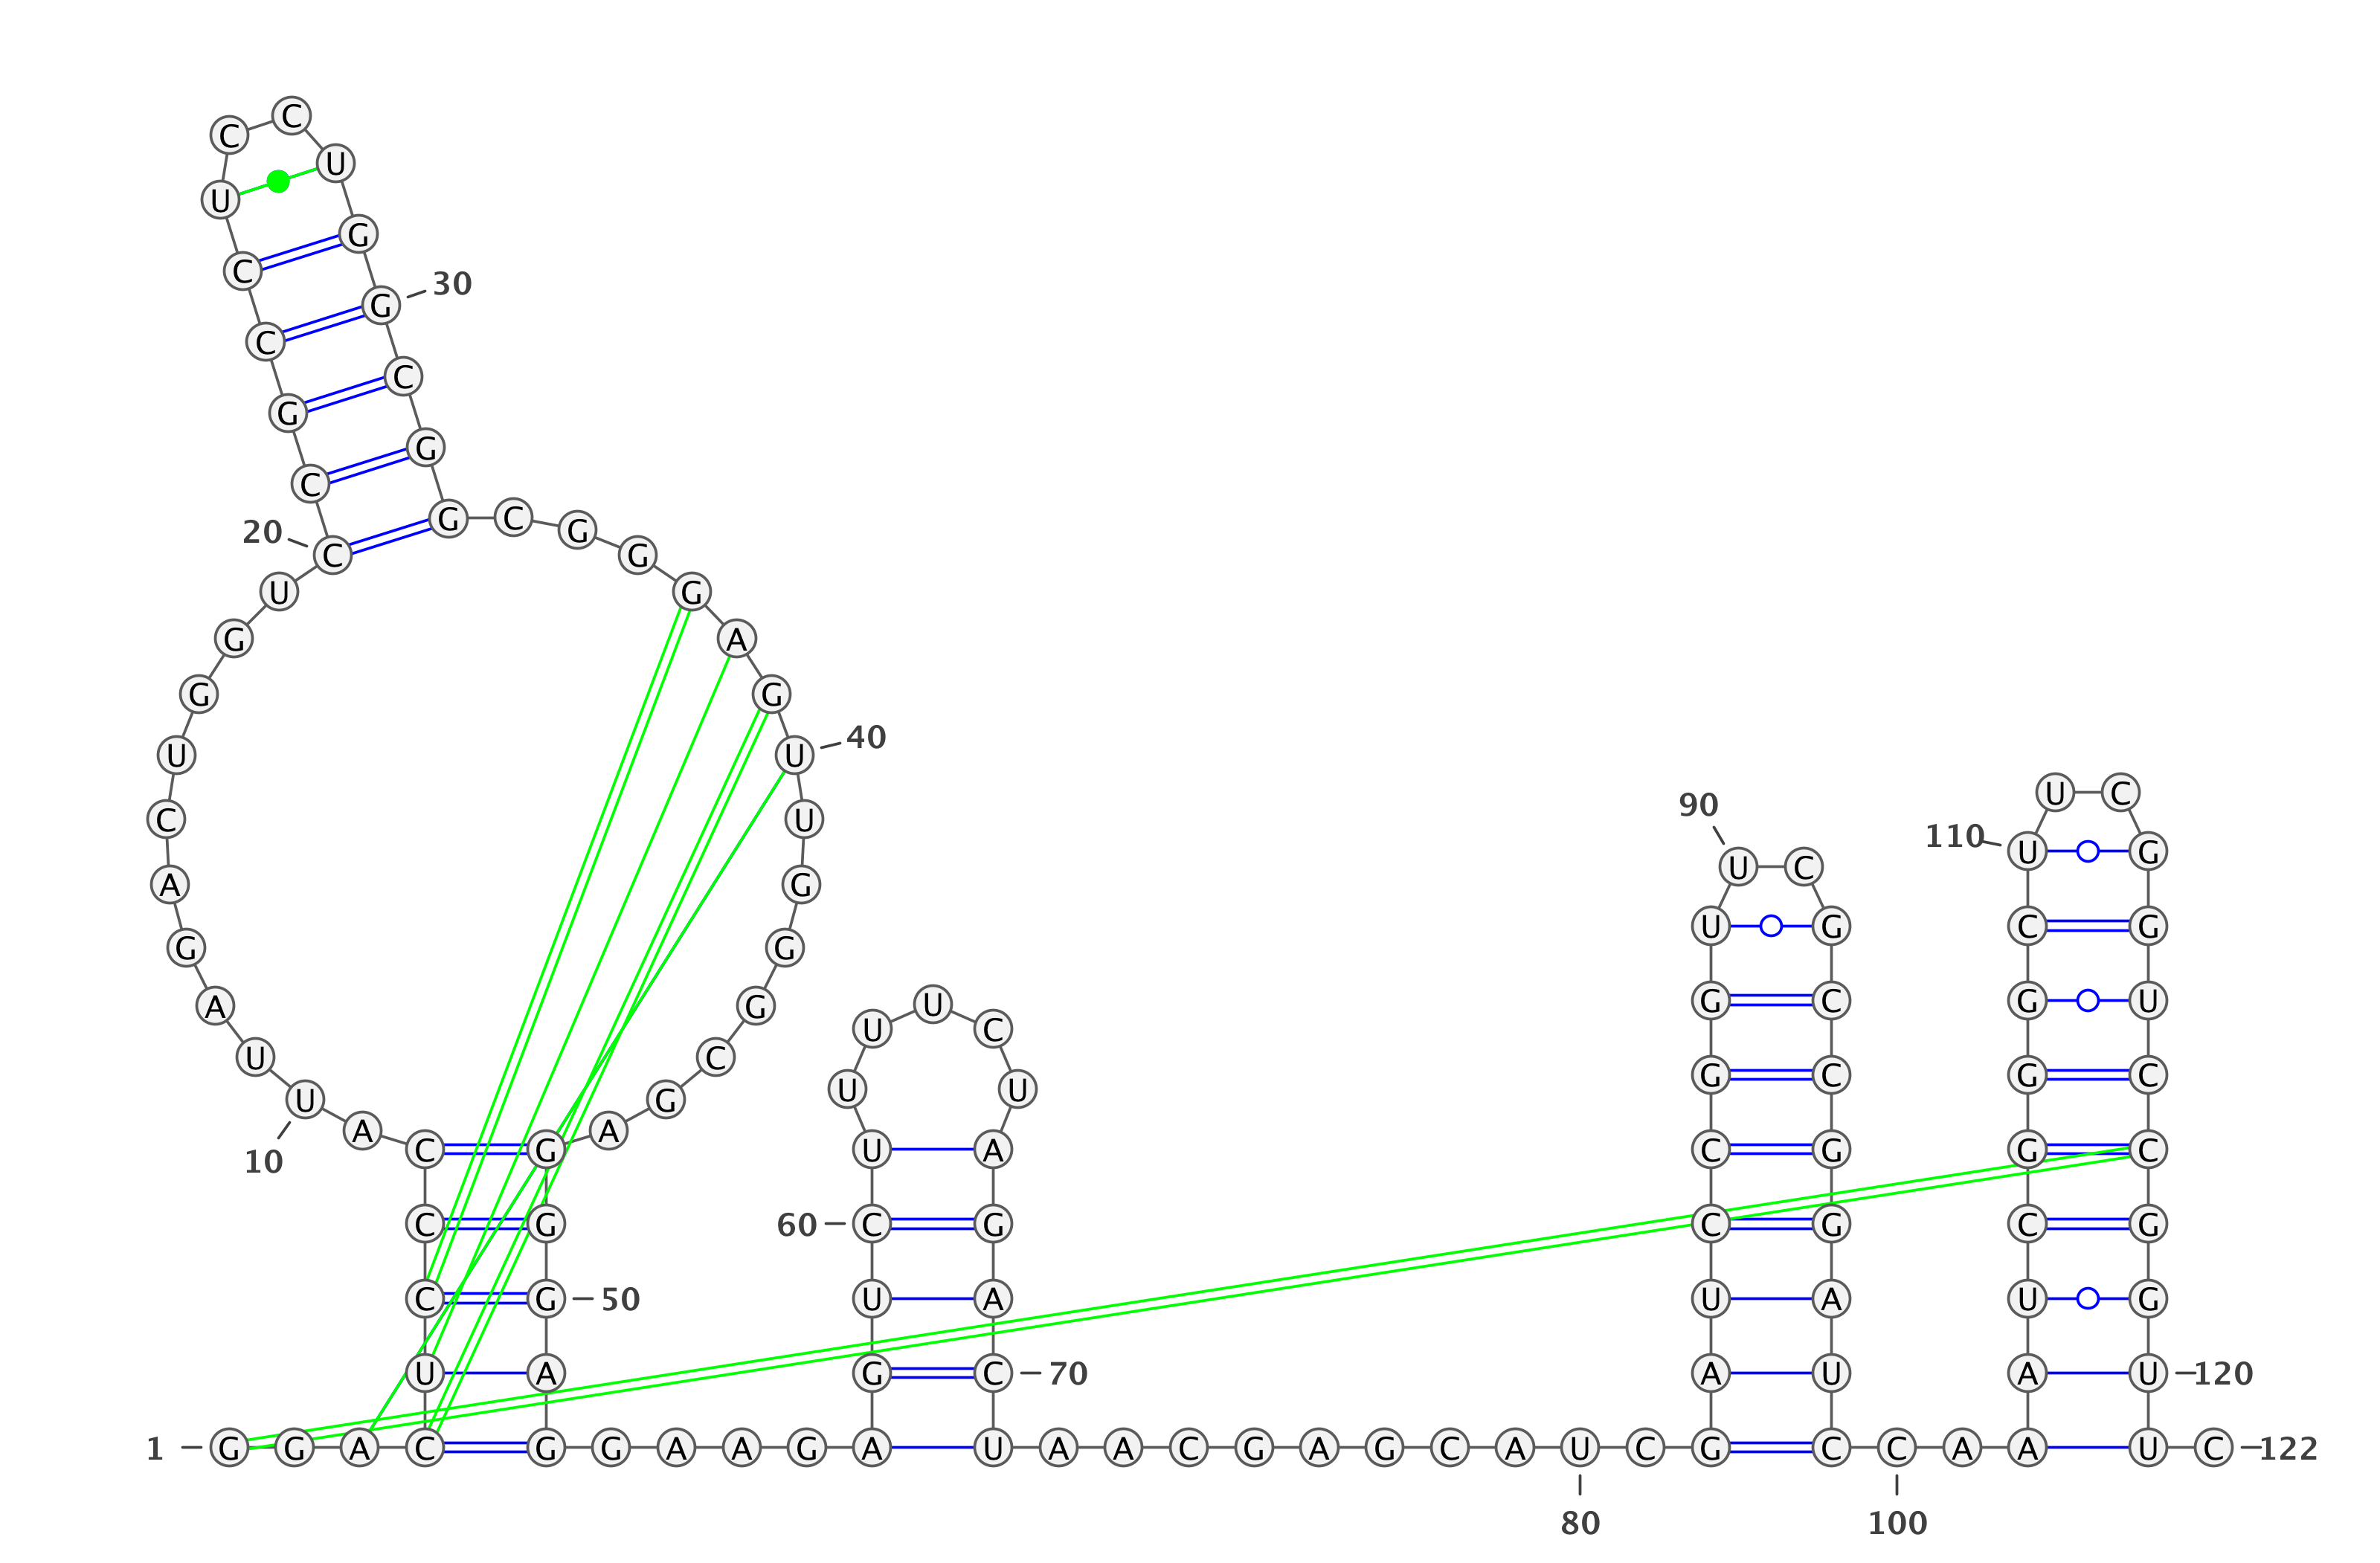 C
C
U
U
G
C
30
G
C
C
G
G
C
G C
G
20
C G
U G
G A
G G
40
U U
U C
90
C U
110
U G
U C
A G
U G C G
G G
G C G U
A U G
U C
U C
G C G C
U U
U G
A A
C G U A C G G C
10
C G 60 C G C G C G
C G 50 U A U A U G
U A G C 70 A U A U 120
1 G G A C G G A A G A U A A C G A G C A U C G C C A A U C 122
80 100